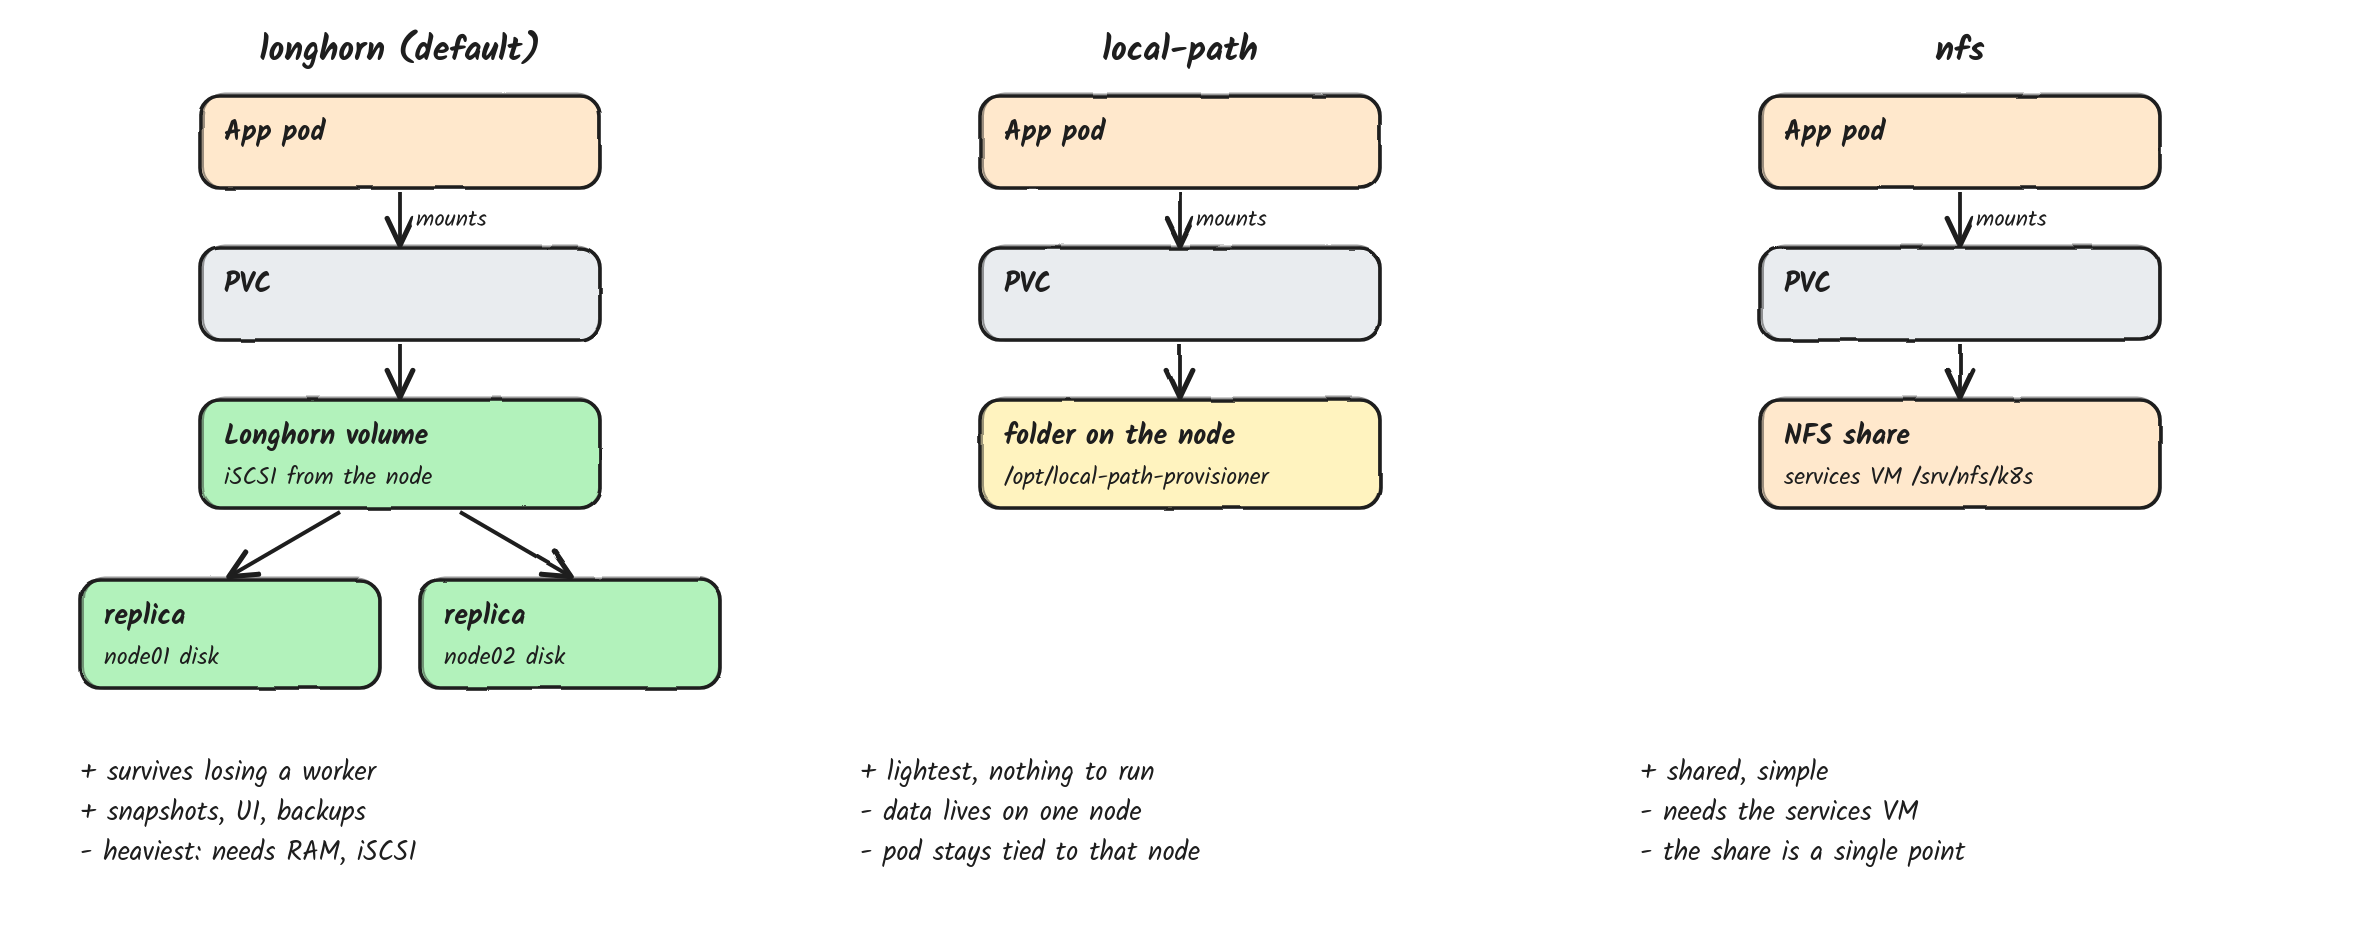 longhorn (default)
App pod
mounts
PVC
Longhorn volume
iSCSI from the node
replica
node01 disk
replica
node02 disk
+ survives losing a worker
+ snapshots, UI, backups
- heaviest: needs RAM, iSCSI
local-path
App pod
mounts
PVC
folder on the node
/opt/local-path-provisioner
+ lightest, nothing to run
- data lives on one node
- pod stays tied to that node
nfs
App pod
mounts
PVC
NFS share
services VM /srv/nfs/k8s
+ shared, simple
- needs the services VM
- the share is a single point